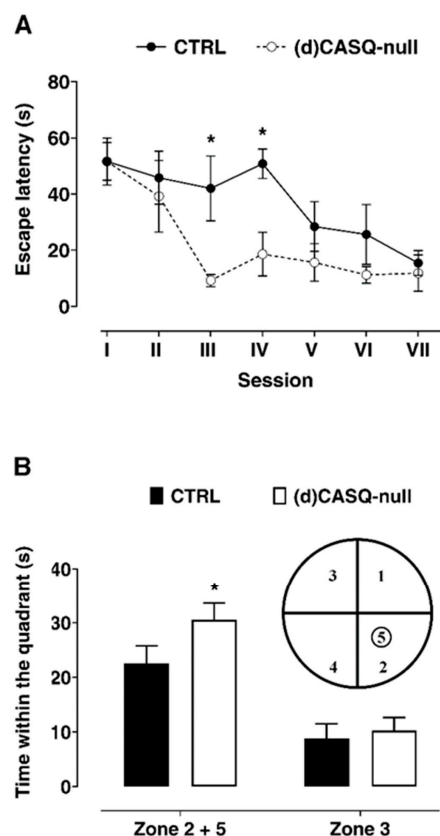 A
CTRL (d)CASQ-null
Escape latency (s)
80
*
*
60
40
20
0
I II III IV V VI VII
Session
B
CTRL (d)CASQ-null
Time within the quadrant (s)
40
*
30
20
10
0
3 1
5
4 2
Zone 2 + 5 Zone 3